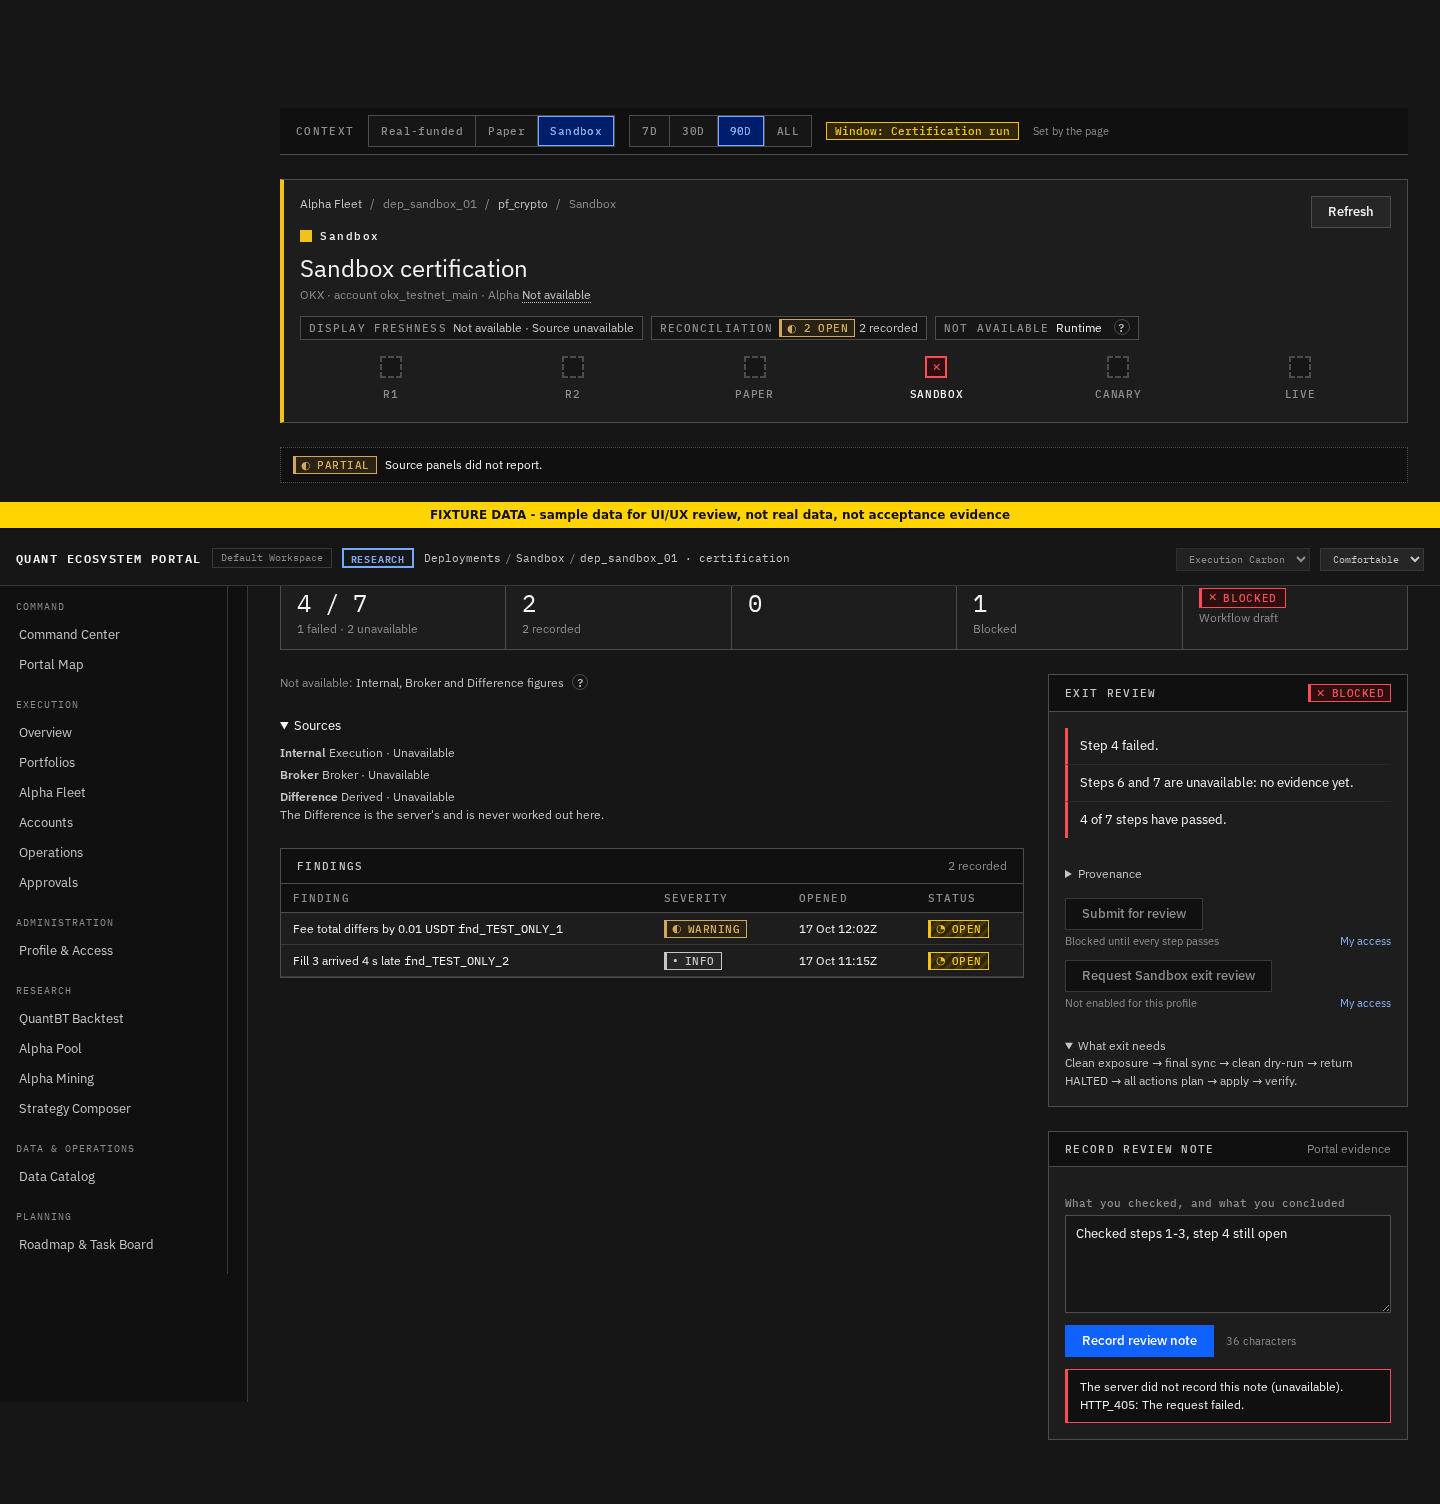 CONTEXT Real-funded Paper Sandbox 7D 30D 90D ALL Window: Certification run Set by the page
Alpha Fleet / dep_sandbox_01 / pf_crypto / Sandbox
Refresh
Sandbox
Sandbox certification
OKX · account okx_testnet_main · Alpha Not available
DISPLAY FRESHNESS Not available · Source unavailable RECONCILIATION ◐ 2 OPEN 2 recorded NOT AVAILABLE Runtime ?
✕
R1 R2 PAPER SANDBOX CANARY LIVE
◐ PARTIAL Source panels did not report.
FIXTURE DATA - sample data for UI/UX review, not real data, not acceptance evidence
QUANT ECOSYSTEM PORTAL Default Workspace RESEARCH Deployments / Sandbox / dep_sandbox_01 · certification Execution Carbon Comfortable
COMMAND
Command Center
Portal Map
EXECUTION
Overview
Portfolios
Alpha Fleet
Accounts
Operations
Approvals
ADMINISTRATION
Profile & Access
RESEARCH
QuantBT Backtest
Alpha Pool
Alpha Mining
Strategy Composer
DATA & OPERATIONS
Data Catalog
PLANNING
Roadmap & Task Board
4 / 7
1 failed · 2 unavailable
2
2 recorded
0
1
Blocked
✕ BLOCKED
Workflow draft
Not available: Internal, Broker and Difference figures ?
▼ Sources
Internal Execution · Unavailable
Broker Broker · Unavailable
Difference Derived · Unavailable
The Difference is the server's and is never worked out here.
FINDINGS 2 recorded
FINDING SEVERITY OPENED STATUS
Fee total differs by 0.01 USDT fnd_TEST_ONLY_1 ◐ WARNING 17 Oct 12:02Z ◔ OPEN
Fill 3 arrived 4 s late fnd_TEST_ONLY_2 • INFO 17 Oct 11:15Z ◔ OPEN
EXIT REVIEW ✕ BLOCKED
Step 4 failed.
Steps 6 and 7 are unavailable: no evidence yet.
4 of 7 steps have passed.
▶ Provenance
Submit for review
Blocked until every step passes My access
Request Sandbox exit review
Not enabled for this profile My access
▼ What exit needs
Clean exposure → final sync → clean dry-run → return
HALTED → all actions plan → apply → verify.
RECORD REVIEW NOTE Portal evidence
What you checked, and what you concluded
Checked steps 1-3, step 4 still open
Record review note 36 characters
The server did not record this note (unavailable).
HTTP_405: The request failed.